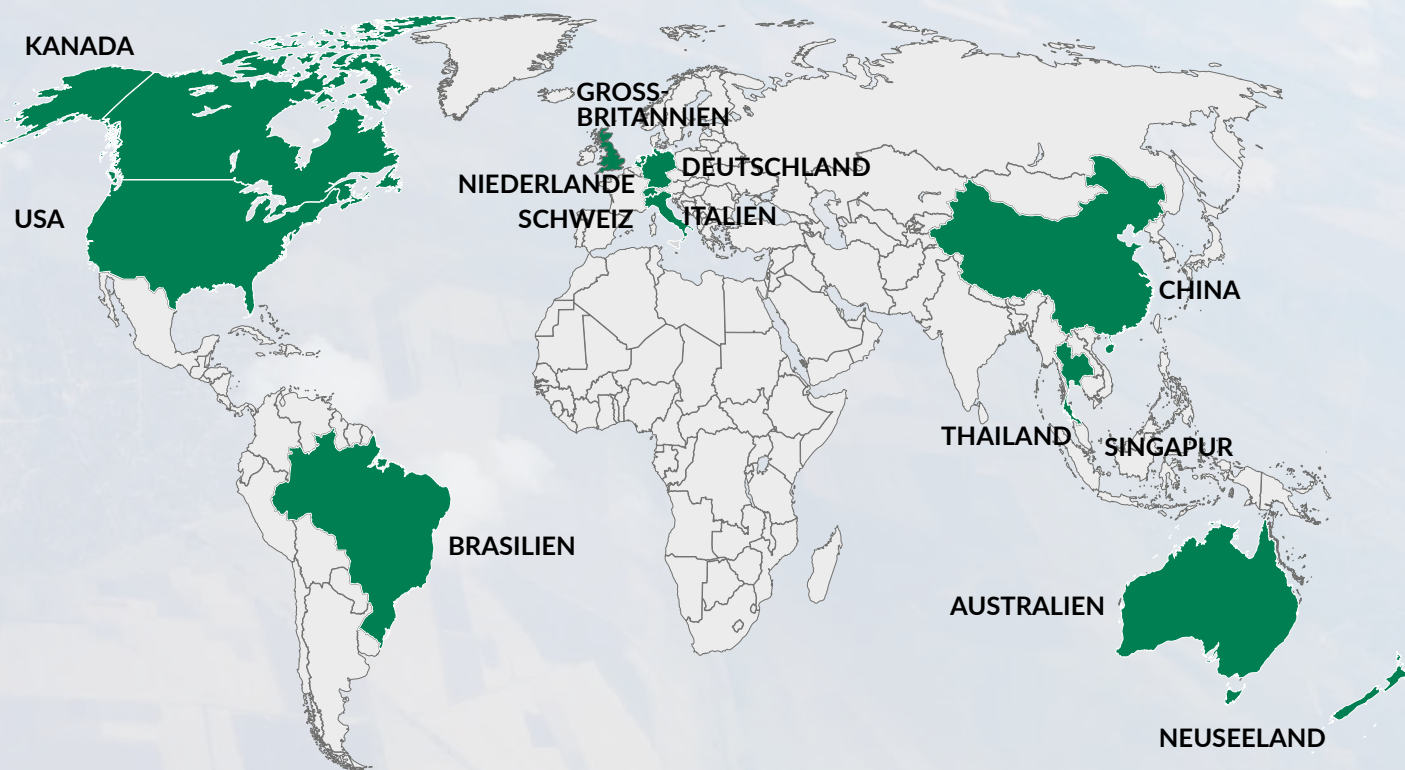 KANADA
GROSS-
BRITANNIEN
DEUTSCHLAND
NIEDERLANDE
USA
SCHWEIZ
ITALIEN
CHINA
THAILAND
SINGAPUR
BRASILIEN
AUSTRALIEN
NEUSEELAND